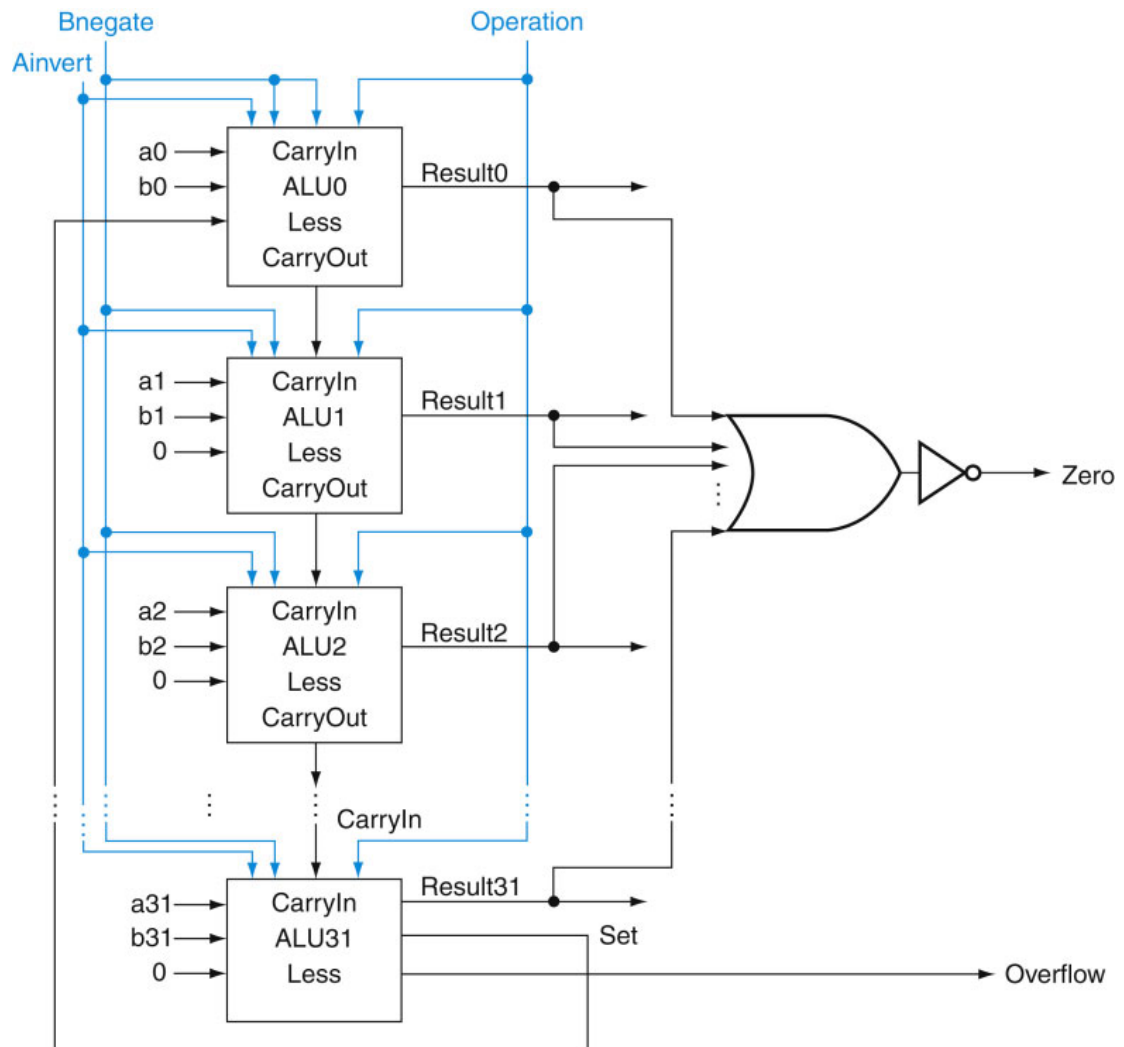 Bnegate
Operation
Ainvert
a0
CarryIn
b0
ALU0
Result0
Less
CarryOut
a1
CarryIn
b1
ALU1
Result1
0
Less
CarryOut
Zero
a2
CarryIn
b2
ALU2
Result2
0
Less
CarryOut
CarryIn
a31
CarryIn
Result31
b31
ALU31
Set
0
Less
Overflow